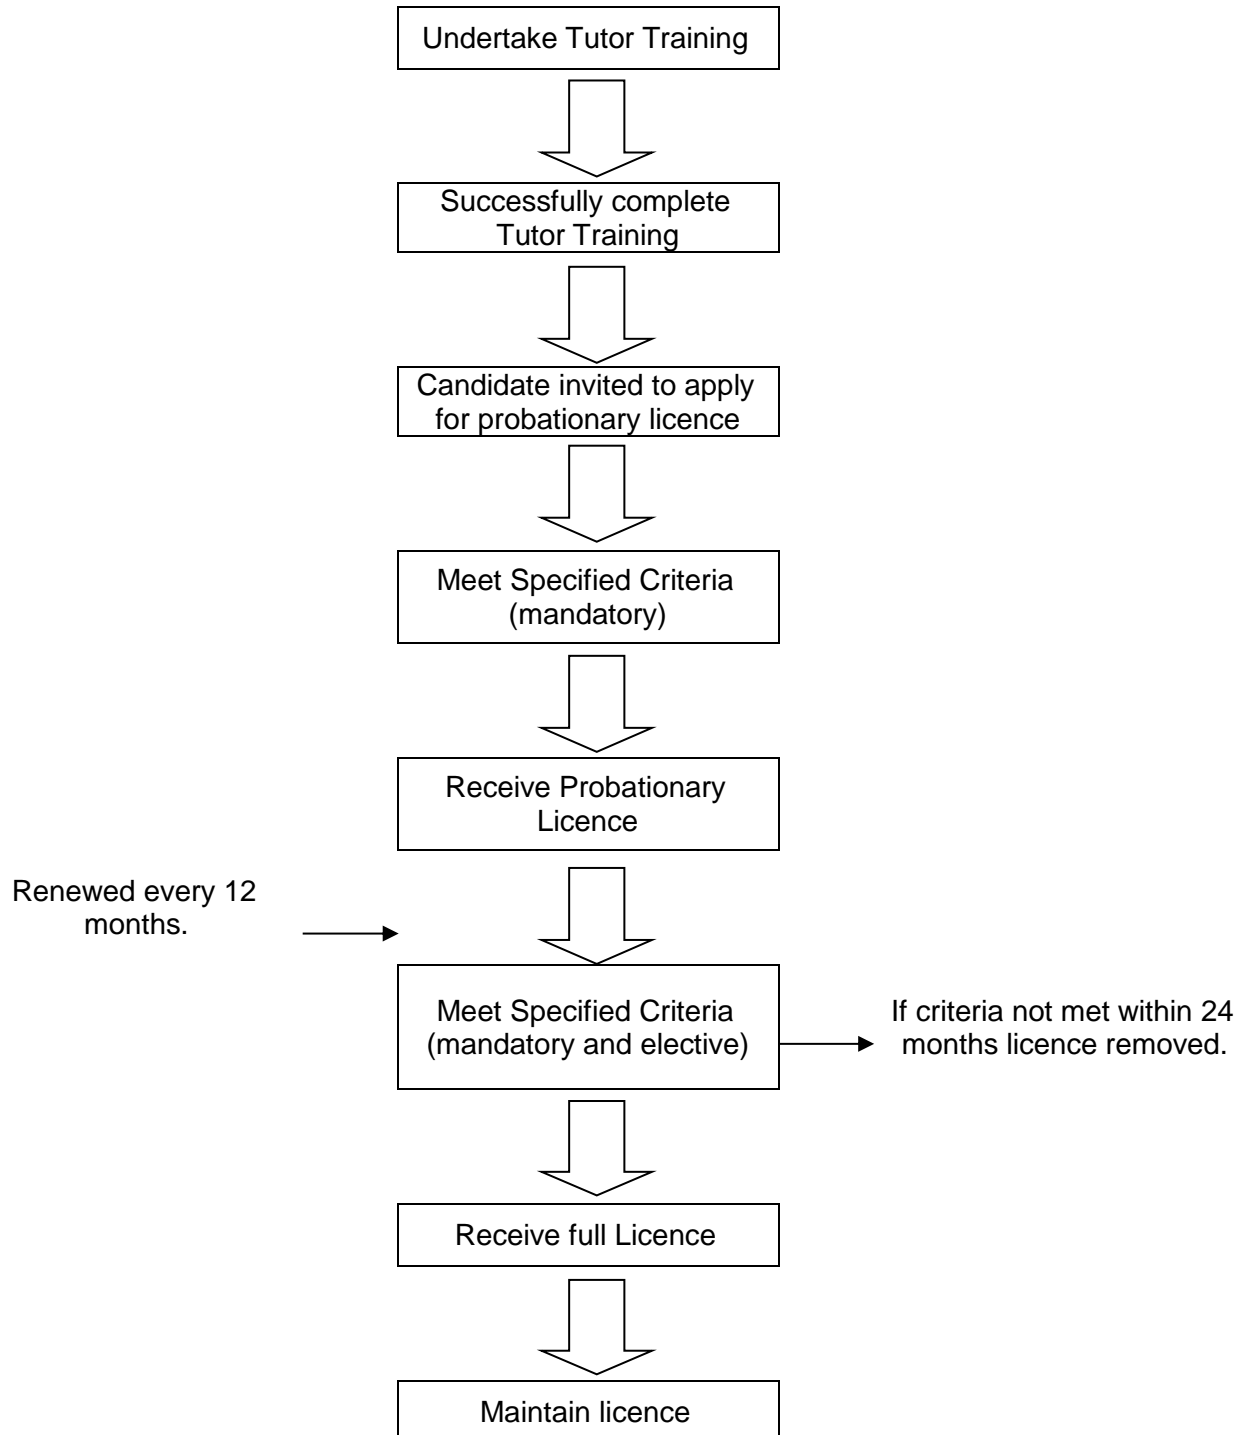 Undertake Tutor Training
Successfully complete
Tutor Training
Candidate invited to apply
for probationary licence
Meet Specified Criteria
(mandatory)
Receive Probationary
Licence
Renewed every 12
months.
Meet Specified Criteria
(mandatory and elective)
If criteria not met within 24
months licence removed.
Receive full Licence
Maintain licence